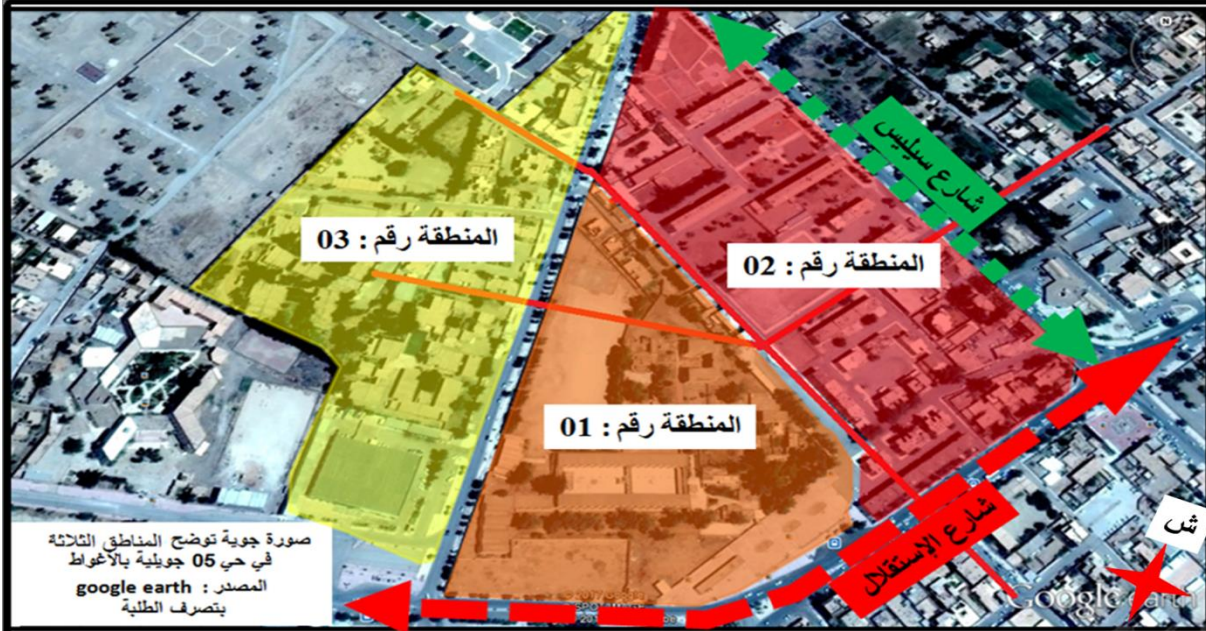 شارع سيليس
المنطقة رقم : 03
المنطقة رقم : 02
المنطقة رقم : 01
شارع الإستقلال
ش
صورة جوية توضح المناطق الثلاثة
في حي 05 جويلية بالأغواط
المصدر : google earth
بتصرف الطلبة
Google earth